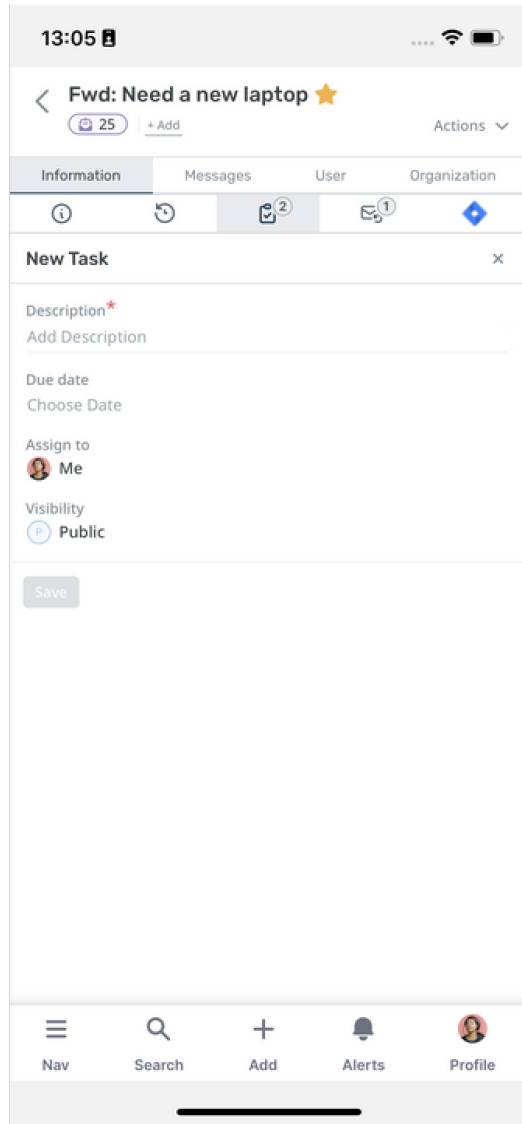 13:05
Fwd: Need a new laptop
25 + Add
Actions
Information Messages User Organization
2 1
New Task ×
Description*
Add Description
Due date
Choose Date
Assign to
Me
Visibility
P Public
Save
Nav Search Add Alerts Profile